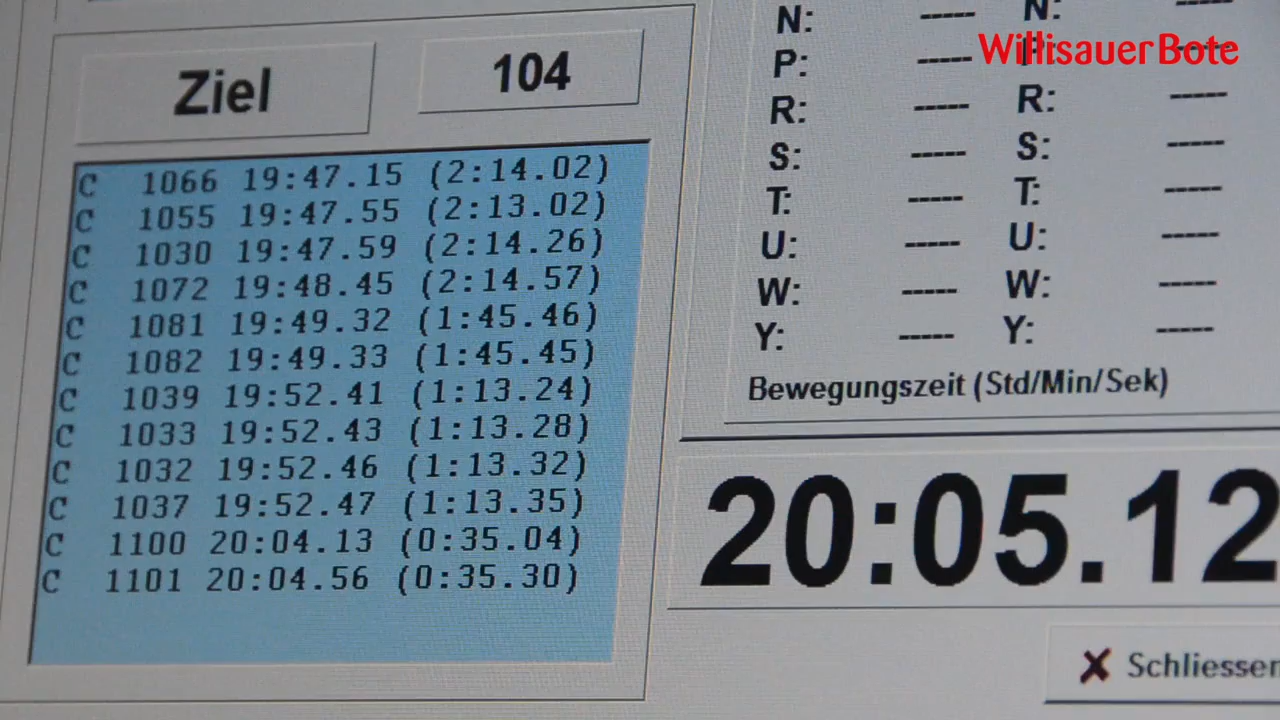 Ziel
104
C 1066 19:47.15 (2:14.02)
C 1055 19:47.55 (2:13.02)
C 1030 19:47.59 (2:14.26)
C 1072 19:48.45 (2:14.57)
C 1081 19:49.32 (1:45.46)
C 1082 19:49.33 (1:45.45)
C 1039 19:52.41 (1:13.24)
C 1033 19:52.43 (1:13.28)
C 1032 19:52.46 (1:13.32)
C 1037 19:52.47 (1:13.35)
C 1100 20:04.13 (0:35.04)
C 1101 20:04.56 (0:35.30)
Willisauer Bote
N: ----- N: -----
P: ----- P: -----
R: ----- R: -----
S: ----- S: -----
T: ----- T: -----
U: ----- U: -----
W: ----- W: -----
Y: ----- Y: -----
Bewegungszeit (Std/Min/Sek)
20:05.12
Schliessen